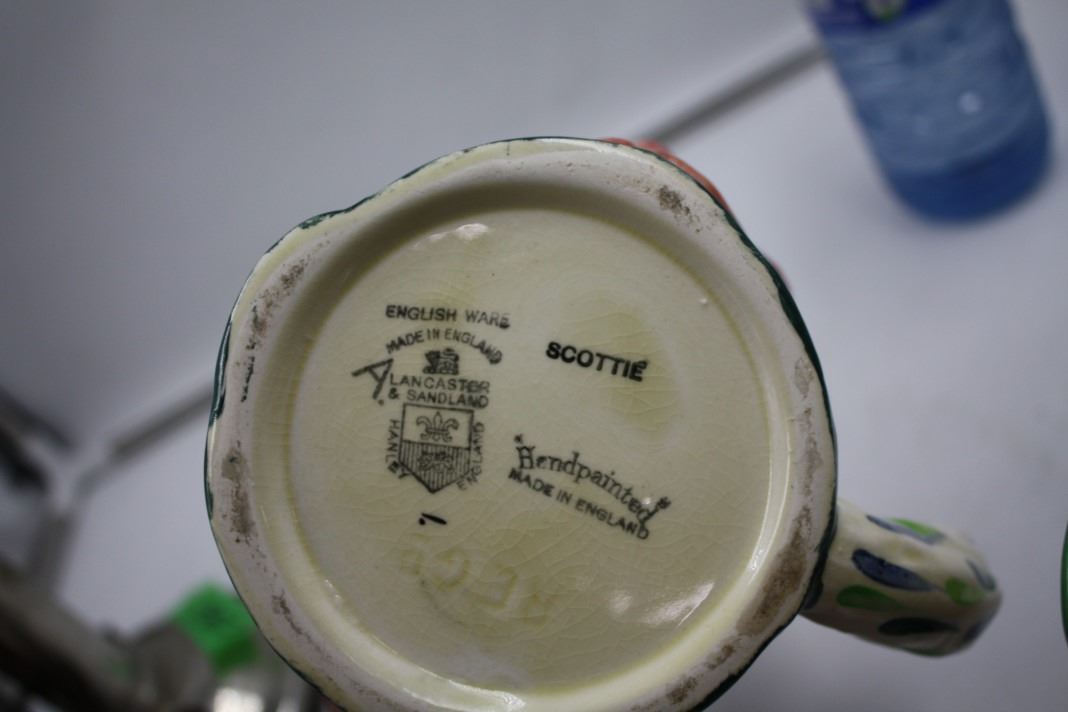 ENGLISH WARE
MADE IN ENGLAND
LANCASTER
& SANDLAND
HANLEY
ENGLAND
SCOTTIE
"Handpainted"
MADE IN ENGLAND